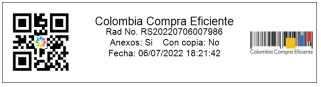 Colombia Compra Eficiente
Rad No. RS20220706007986
Anexos: Si    Con copia: No
Fecha: 06/07/2022 18:21:42
Colombia Compra Eficiente